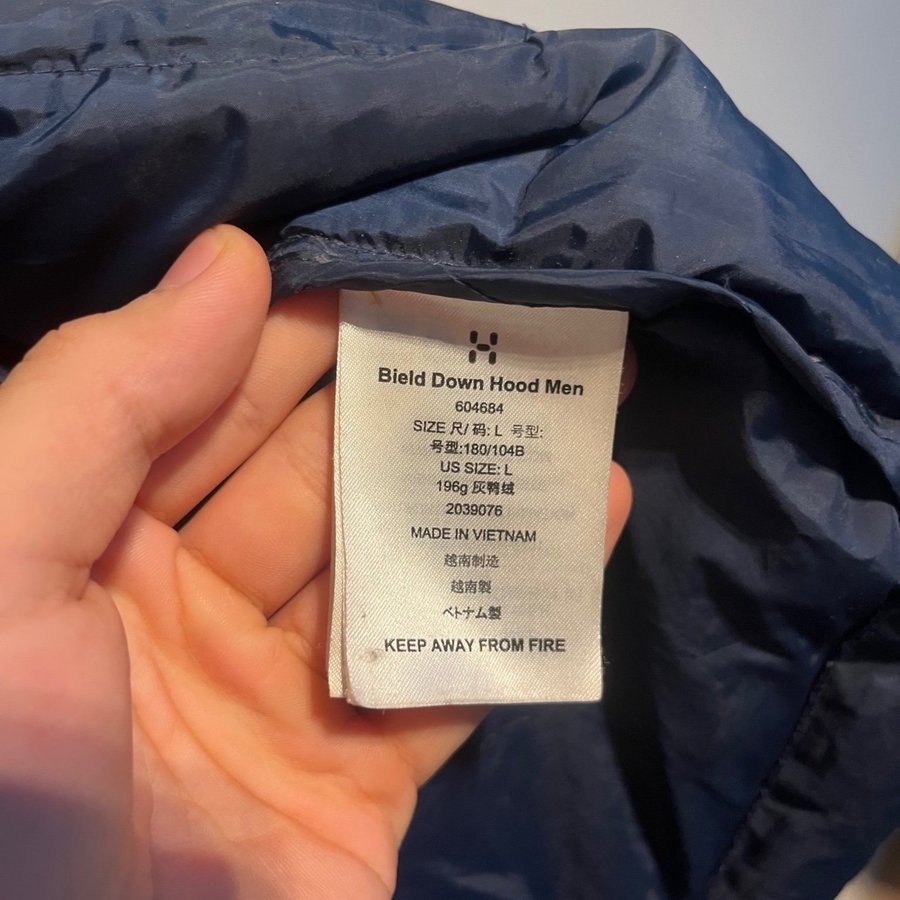 Bield Down Hood Men
604684
SIZE 尺/ 码: L 号型:
号型:180/104B
US SIZE: L
196g 灰鸭绒
2039076
MADE IN VIETNAM
越南制造
越南製
ベトナム製
KEEP AWAY FROM FIRE